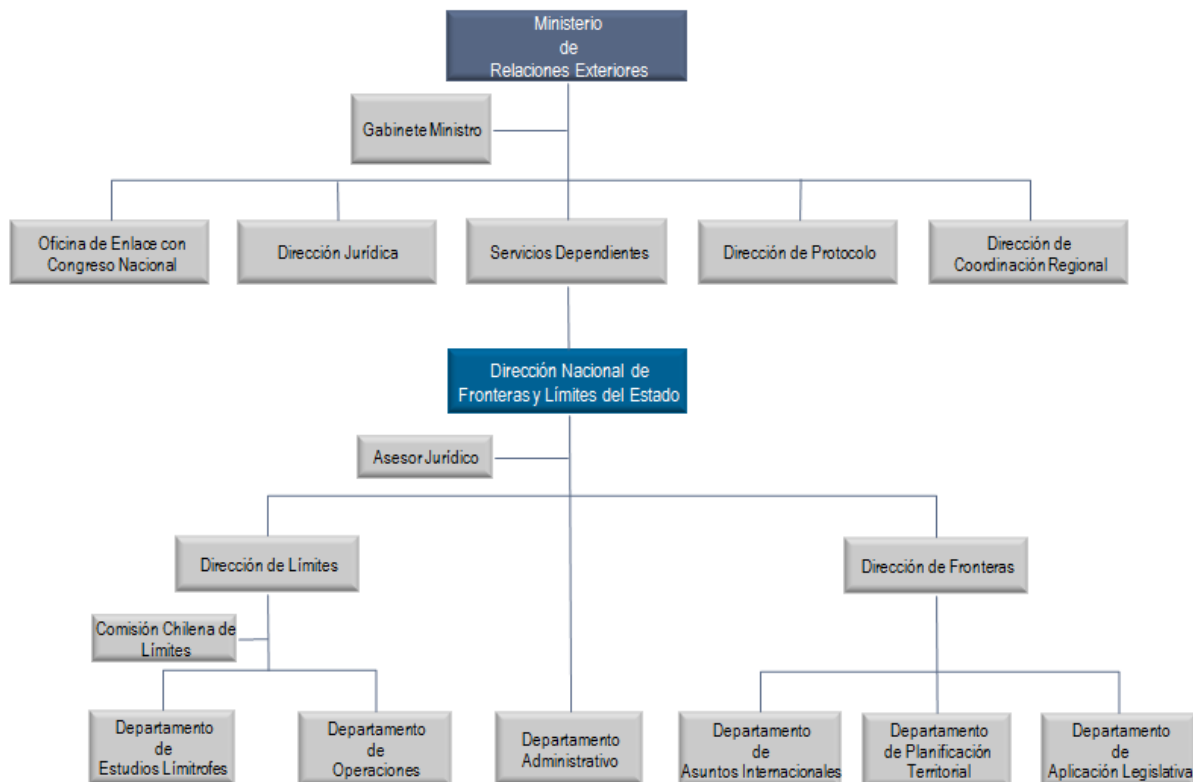 Ministerio
de
Relaciones Exteriores
Gabinete Ministro
Oficina de Enlace con
Congreso Nacional
Dirección Jurídica
Servicios Dependientes
Dirección de Protocolo
Dirección de
Coordinación Regional
Dirección Nacional de
Fronteras y Límites del Estado
Asesor Jurídico
Dirección de Límites
Dirección de Fronteras
Comisión Chilena de
Límites
Departamento
de
Estudios Límitrofes
Departamento
de
Operaciones
Departamento
Administrativo
Departamento
de
Asuntos Internacionales
Departamento
de Planificación
Territorial
Departamento
de
Aplicación Legislativa